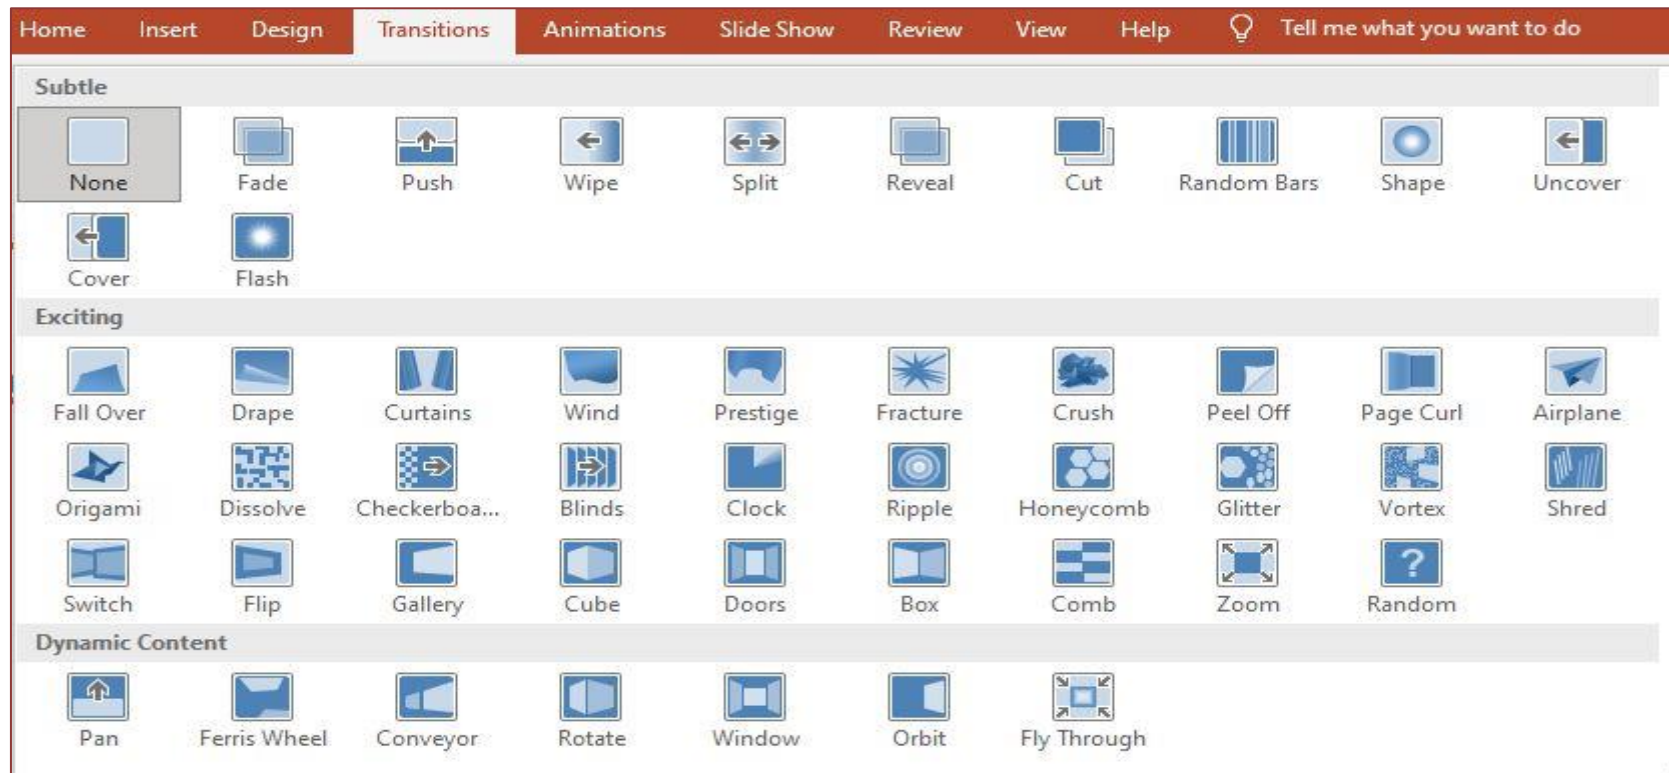 Home Insert Design Transitions Animations Slide Show Review View Help Tell me what you want to do
Subtle
None Fade Push Wipe Split Reveal Cut Random Bars Shape Uncover
Cover Flash
Exciting
Fall Over Drape Curtains Wind Prestige Fracture Crush Peel Off Page Curl Airplane
Origami Dissolve Checkerboa... Blinds Clock Ripple Honeycomb Glitter Vortex Shred
Switch Flip Gallery Cube Doors Box Comb Zoom ? Random
Dynamic Content
Pan Ferris Wheel Conveyor Rotate Window Orbit Fly Through